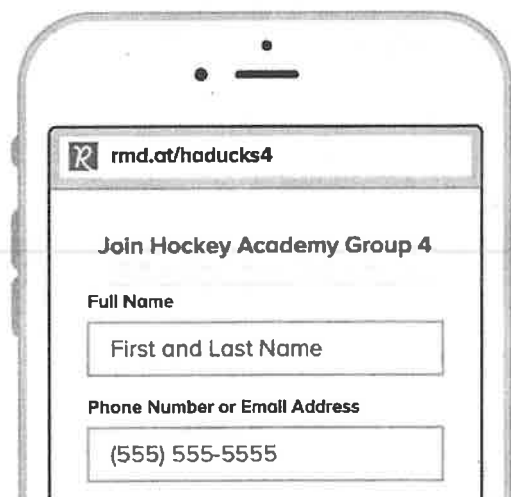 R rmd.at/haducks4
Join Hockey Academy Group 4
Full Name
First and Last Name
Phone Number or Email Address
(555) 555-5555